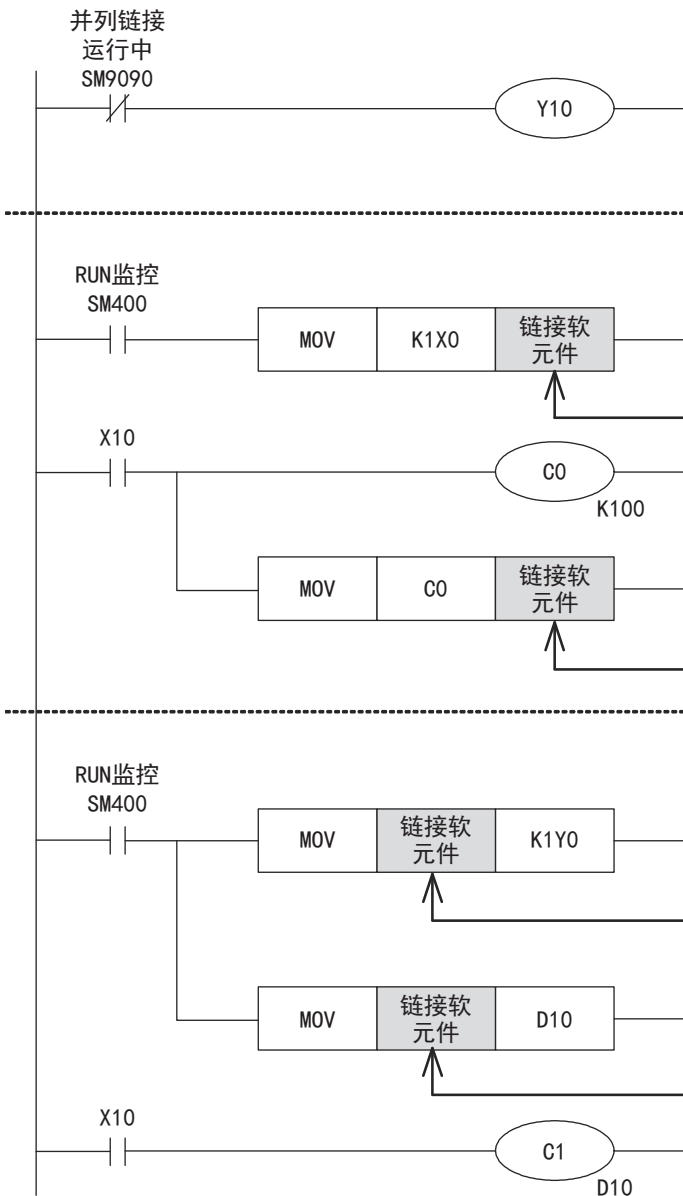 并列链接
运行中
SM9090
Y10
RUN监控
SM400
MOV K1X0 链接软
元件
X10
C0
K100
MOV C0 链接软
元件
RUN监控
SM400
MOV 链接软 K1Y0
元件
MOV 链接软 D10
元件
X10
C1
D10